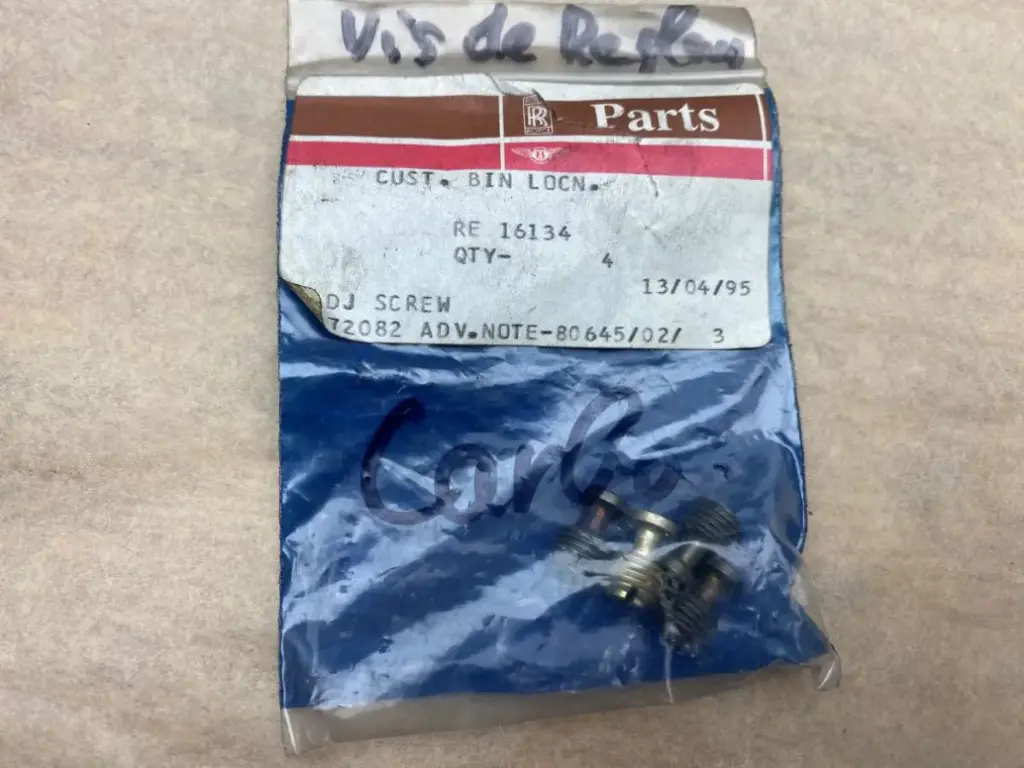 Vis de
Parts
CUST. BIN LOCN.
RE 16134
QTY- 4
13/04/95
DJ SCREW
72082 ADV.NOTE-80645/02/ 3
Carbo